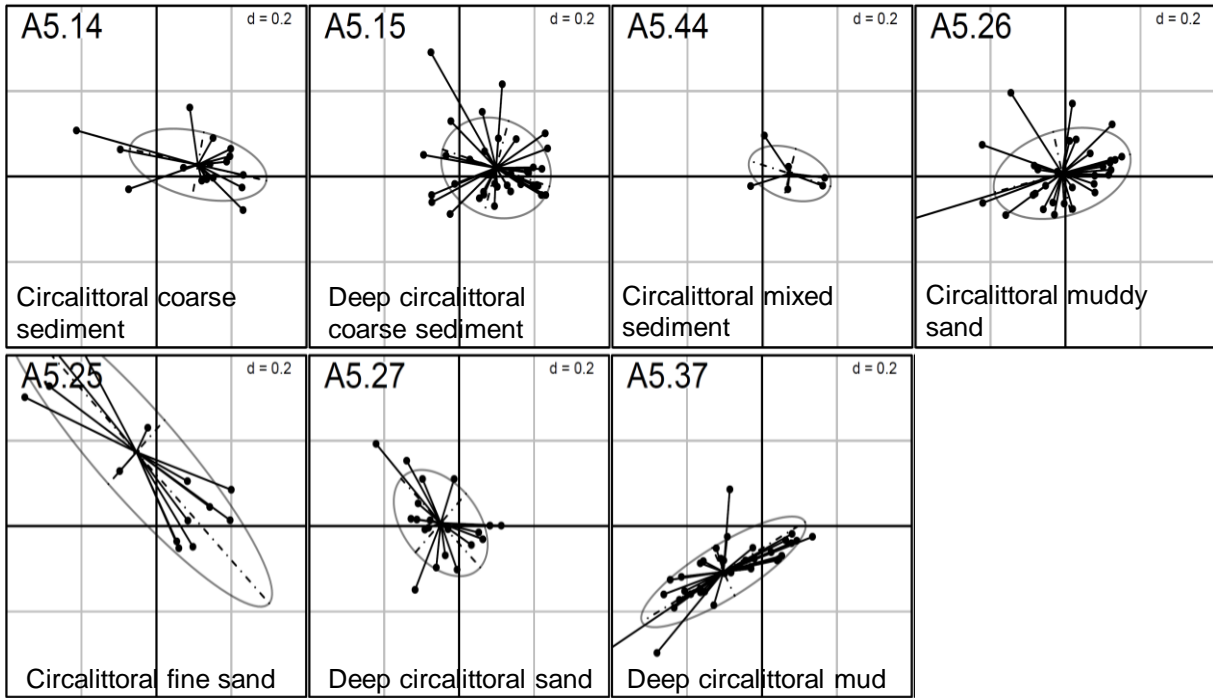 A5.14
d = 0.2
Circalittoral coarse
sediment
A5.15
d = 0.2
Deep circalittoral
coarse sediment
A5.44
d = 0.2
Circalittoral mixed
sediment
A5.26
d = 0.2
Circalittoral muddy
sand
A5.25
d = 0.2
Circalittoral fine sand
A5.27
d = 0.2
Deep circalittoral sand
A5.37
d = 0.2
Deep circalittoral mud